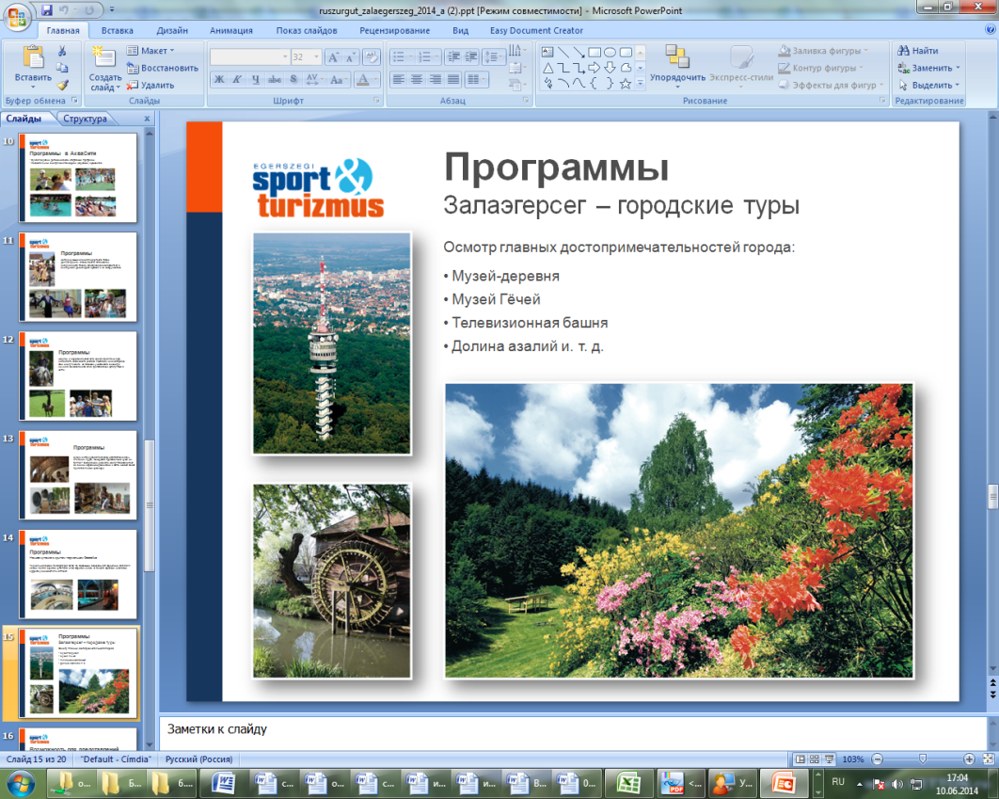 ruszurgut_zalaegerszeg_2014_a (2).ppt [Режим совместимости] - Microsoft PowerPoint
Главная Вставка Дизайн Анимация Показ слайдов Рецензирование Вид Easy Document Creator
Вставить
Буфер обмена
Создать слайд
Макет
Восстановить
Удалить
Слайды
32
Ж К Ч abc S AV Aa A
Шрифт
Абзац
Упорядочить
Экспресс-стили
Заливка фигуры
Контур фигуры
Эффекты для фигур
Рисование
Найти
Заменить
Выделить
Редактирование
Слайды Структура
10
Программы в АкваСити
11
Программы
12
Программы
13
Программы
14
Программы
15
Программы
Залаэгерсег – городские туры
16
EGERSZEGI
sport &
turizmus
Программы
Залаэгерсег – городские туры
Осмотр главных достопримечательностей города:
• Музей-деревня
• Музей Гёчей
• Телевизионная башня
• Долина азалий и. т. д.
Заметки к слайду
Слайд 15 из 20 "Default - Címdia" Русский (Россия) 103%
о... Б... б... с... о... с... и... и... В... 0... <... У...
RU
17:04
10.06.2014